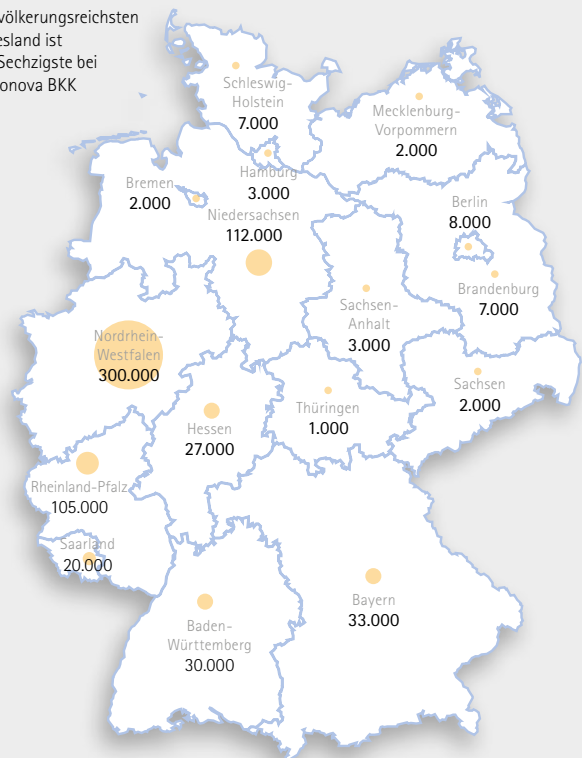 völkerungsreichsten
esland ist
Sechzigste bei
onova BKK
Schleswig-
Holstein
7.000
Mecklenburg-
Vorpommern
2.000
Hamburg
3.000
Bremen
2.000
Niedersachsen
112.000
Berlin
8.000
Brandenburg
7.000
Sachsen-
Anhalt
3.000
Nordrhein-
Westfalen
300.000
Sachsen
2.000
Thüringen
1.000
Hessen
27.000
Rheinland-Pfalz
105.000
Saarland
20.000
Bayern
33.000
Baden-
Württemberg
30.000